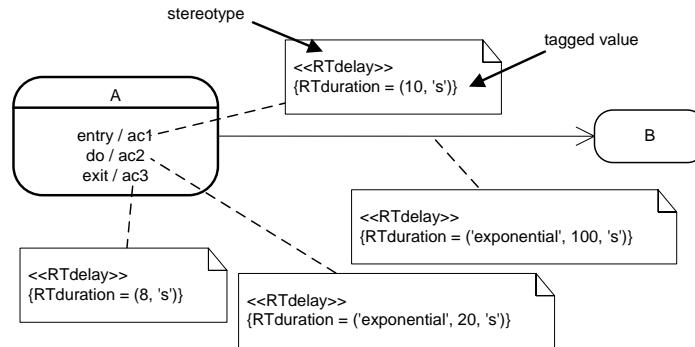 stereotype
tagged value
<<RTdelay>>
{RTduration = (10, 's')}
A
entry / ac1
do / ac2
exit / ac3
B
<<RTdelay>>
{RTduration = ('exponential', 100, 's')}
<<RTdelay>>
{RTduration = (8, 's')}
<<RTdelay>>
{RTduration = ('exponential', 20, 's')}